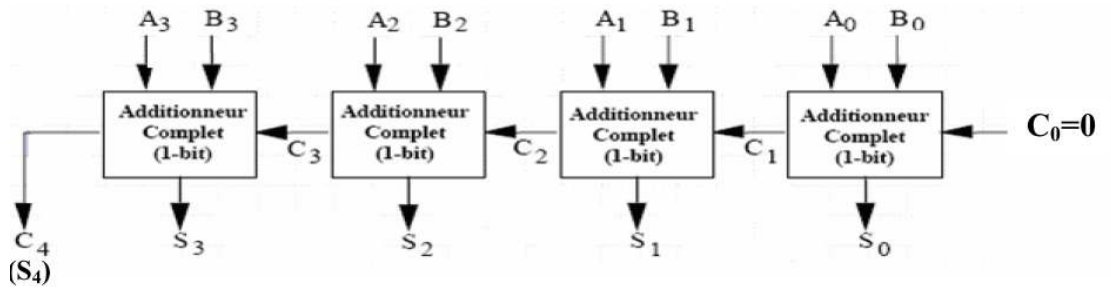 A3 B3 A2 B2 A1 B1 A0 B0
Additionneur Complet (1-bit)
Additionneur Complet (1-bit)
Additionneur Complet (1-bit)
Additionneur Complet (1-bit)
C3 C2 C1 C0=0
C4 S3 S2 S1 S0
(S4)